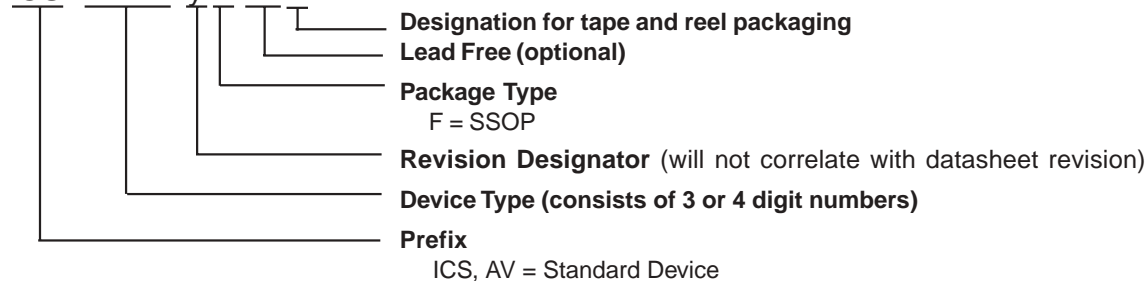 Designation for tape and reel packaging
Lead Free (optional)
Package Type
F = SSOP
Revision Designator (will not correlate with datasheet revision)
Device Type (consists of 3 or 4 digit numbers)
Prefix
ICS, AV = Standard Device